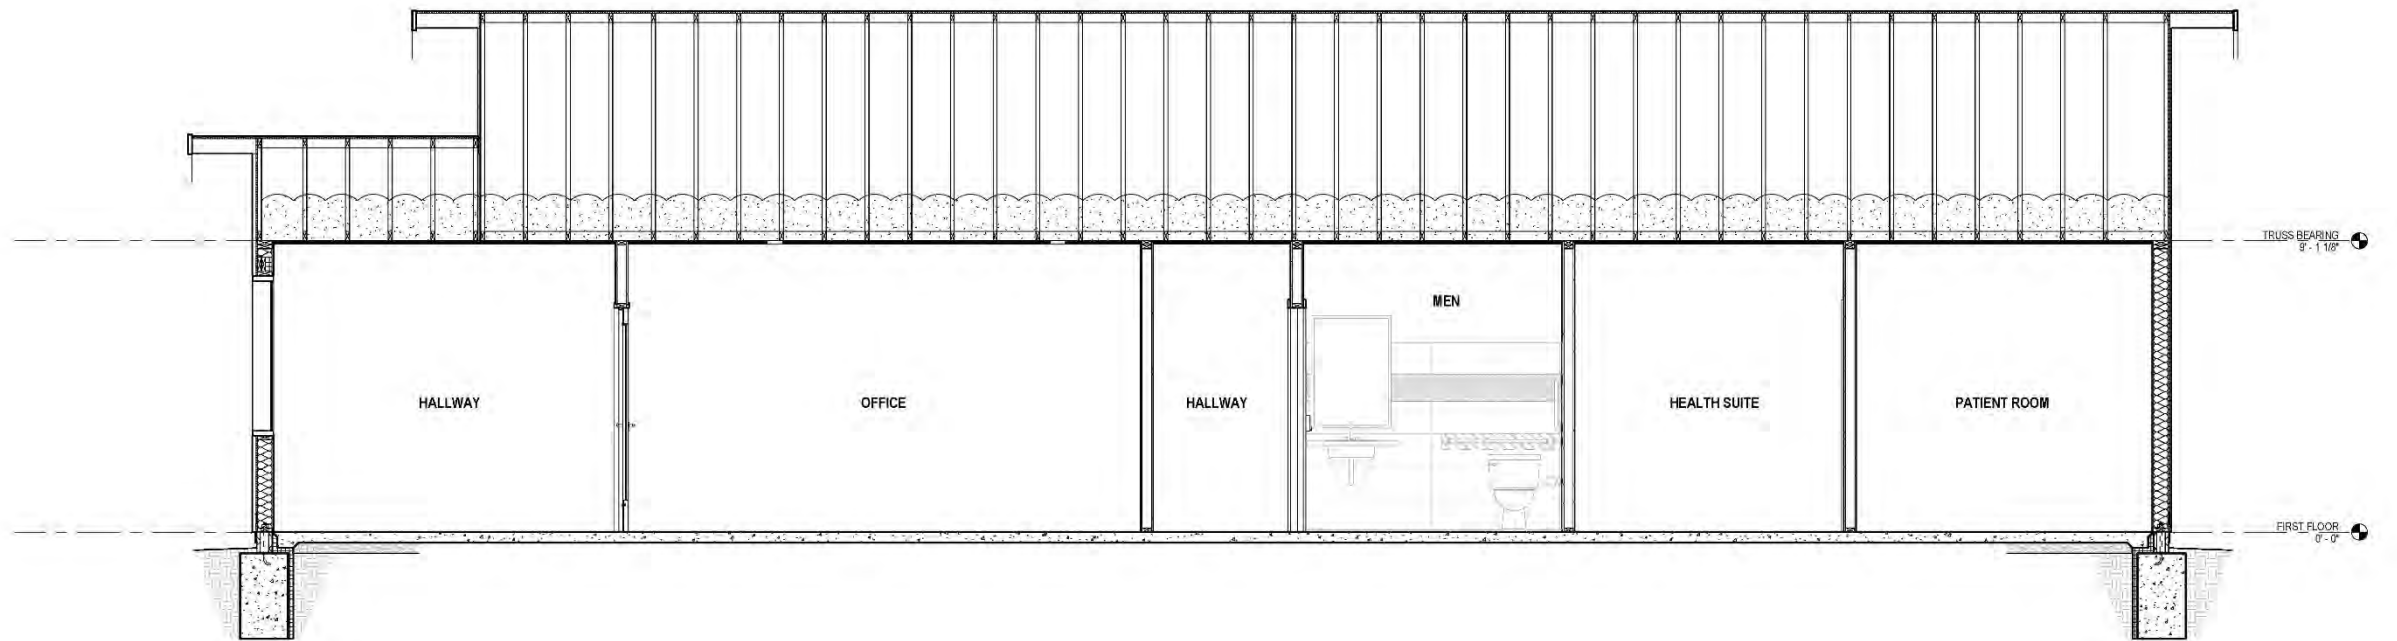 TRUSS BEARING
9' - 1 1/8"
MEN
HALLWAY
OFFICE
HALLWAY
HEALTH SUITE
PATIENT ROOM
FIRST FLOOR
0' - 0"